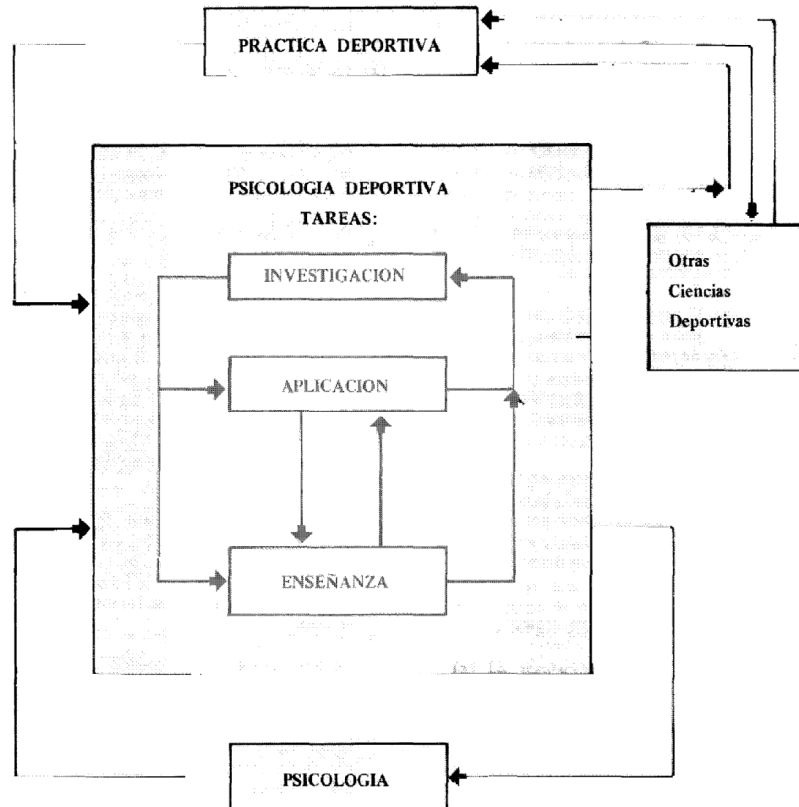 PRACTICA DEPORTIVA
PSICOLOGIA DEPORTIVA
TAREAS:
INVESTIGACION
Otras
Ciencias
Deportivas
APLICACION
ENSEÑANZA
PSICOLOGIA